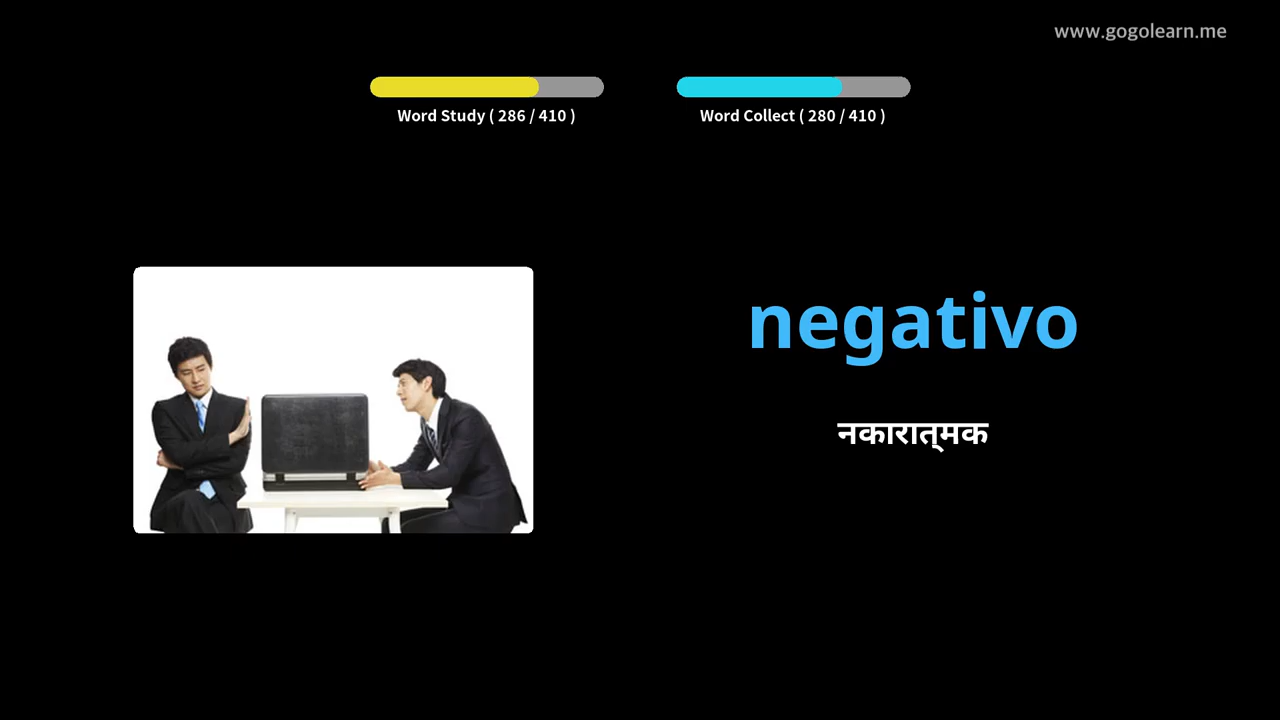 www.gogolearn.me
Word Study ( 286 / 410 )
Word Collect ( 280 / 410 )
negativo
नकारात्मक